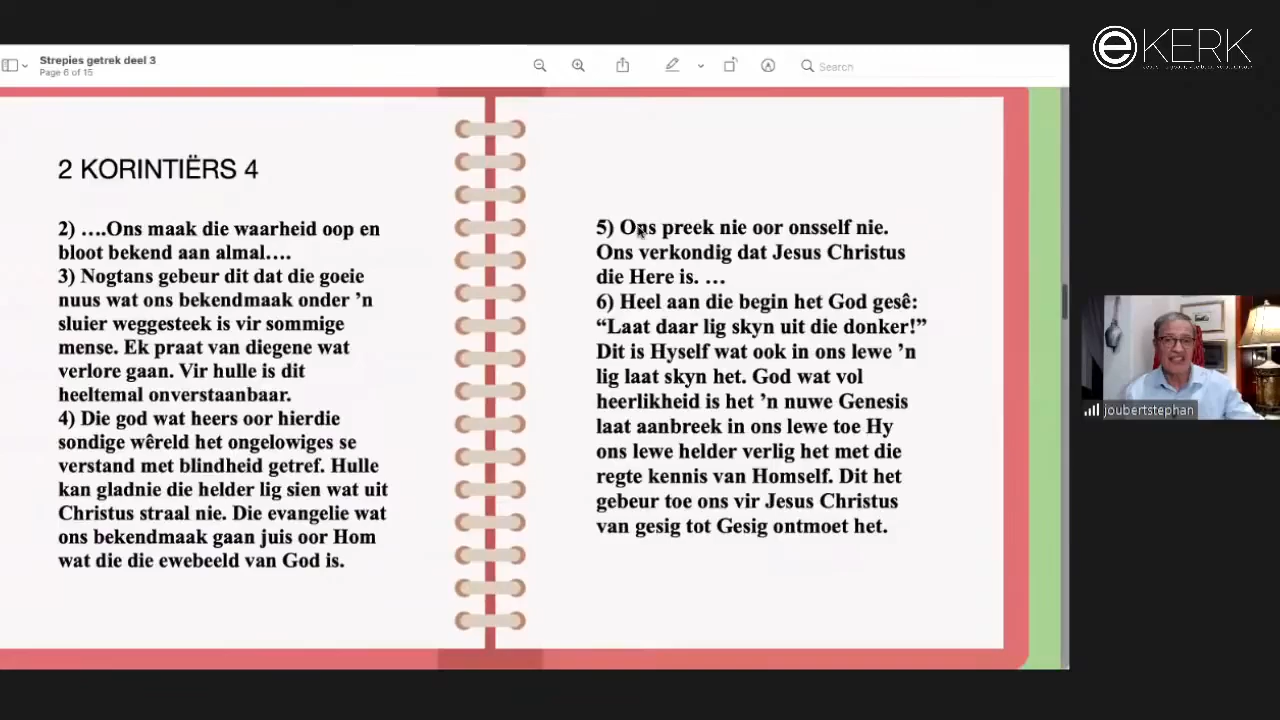 eKERK
Strepies getrek deel 3
Page 6 of 15
Search
2 KORINTIËRS 4
2) ….Ons maak die waarheid oop en
bloot bekend aan almal….
3) Nogtans gebeur dit dat die goeie
nuus wat ons bekendmaak onder ’n
sluier weggesteek is vir sommige
mense. Ek praat van diegene wat
verlore gaan. Vir hulle is dit
heeltemal onverstaanbaar.
4) Die god wat heers oor hierdie
sondige wêreld het ongelowiges se
verstand met blindheid getref. Hulle
kan gladnie die helder lig sien wat uit
Christus straal nie. Die evangelie wat
ons bekendmaak gaan juis oor Hom
wat die die ewebeeld van God is.
5) Ons preek nie oor onsself nie.
Ons verkondig dat Jesus Christus
die Here is. …
6) Heel aan die begin het God gesê:
“Laat daar lig skyn uit die donker!”
Dit is Hyself wat ook in ons lewe ’n
lig laat skyn het. God wat vol
heerlikheid is het ’n nuwe Genesis
laat aanbreek in ons lewe toe Hy
ons lewe helder verlig het met die
regte kennis van Homself. Dit het
gebeur toe ons vir Jesus Christus
van gesig tot Gesig ontmoet het.
joubertstephan